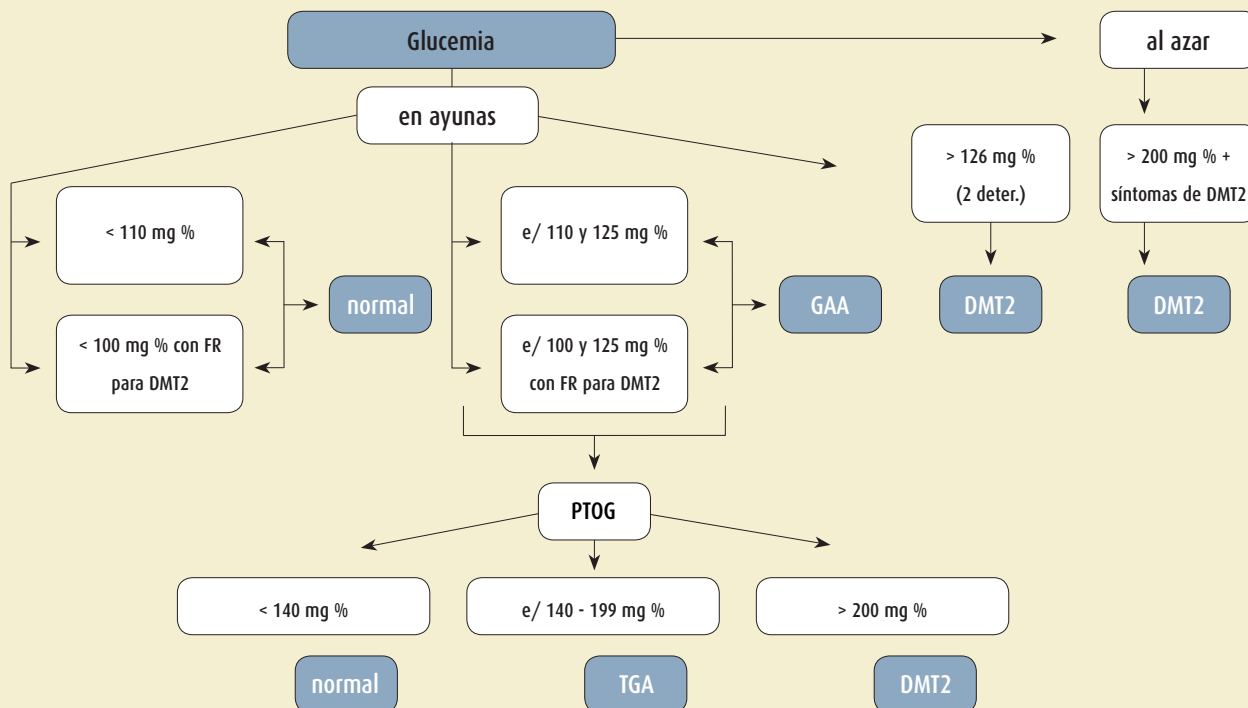 Glucemia
al azar
en ayunas
> 126 mg %
(2 deter.)
> 200 mg % +
síntomas de DMT2
< 110 mg %
e/ 110 y 125 mg %
normal
GAA
DMT2
DMT2
< 100 mg % con FR
para DMT2
e/ 100 y 125 mg %
con FR para DMT2
PTOG
< 140 mg %
e/ 140 - 199 mg %
> 200 mg %
normal
TGA
DMT2